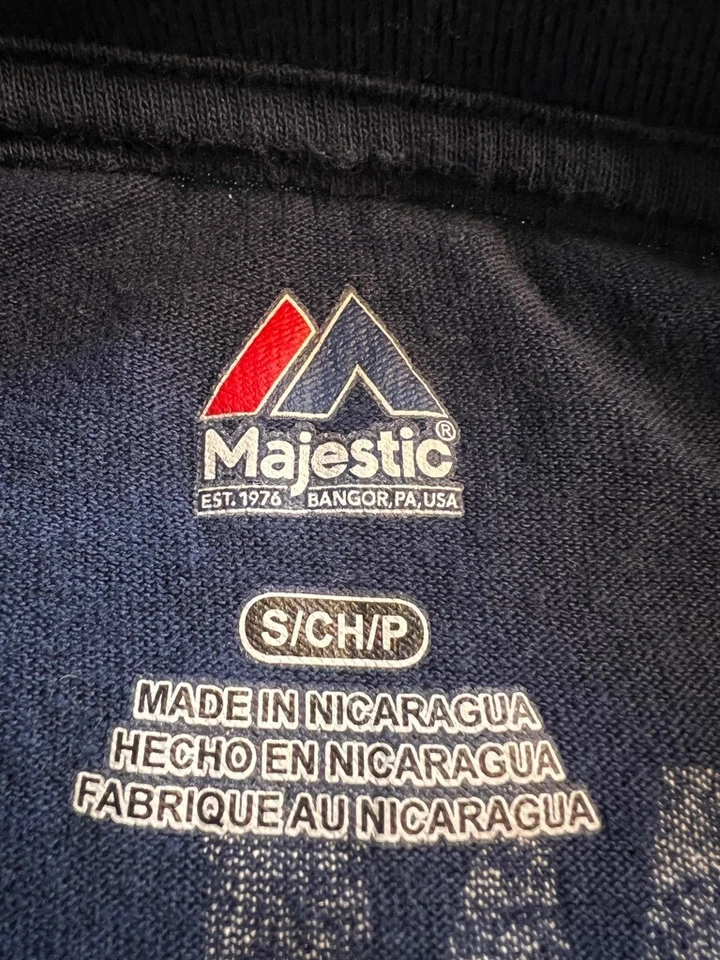 Majestic®
EST. 1976 BANGOR, PA, USA
S/CH/P
MADE IN NICARAGUA
HECHO EN NICARAGUA
FABRIQUE AU NICARAGUA